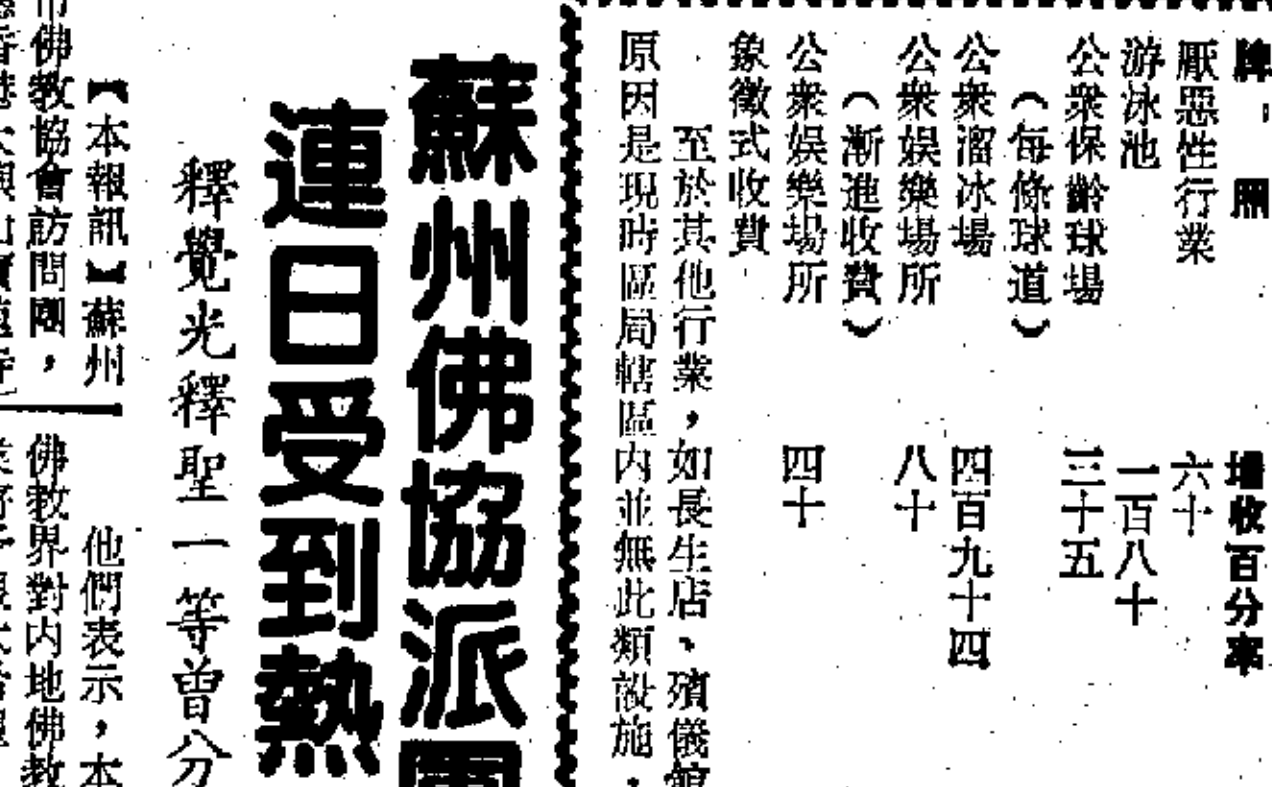 牌照 增收百分率
厭惡性行業 六十
游泳池 一百八十
公衆保齡球場 三十五
（每條球道）
公衆溜冰場 四百九十四
公衆娛樂場所 八十
（漸進收費）
公衆娛樂場所 四十
象徵式收費
至於其他行業，如長生店、殯儀館
原因是現時區局轄區内並無此類設施，
蘇州佛協派團
連日受到熱
釋覺光釋聖一等曾分
【本報訊】蘇州
市佛教協會訪問團，
他們表示，本
佛教界對内地佛教